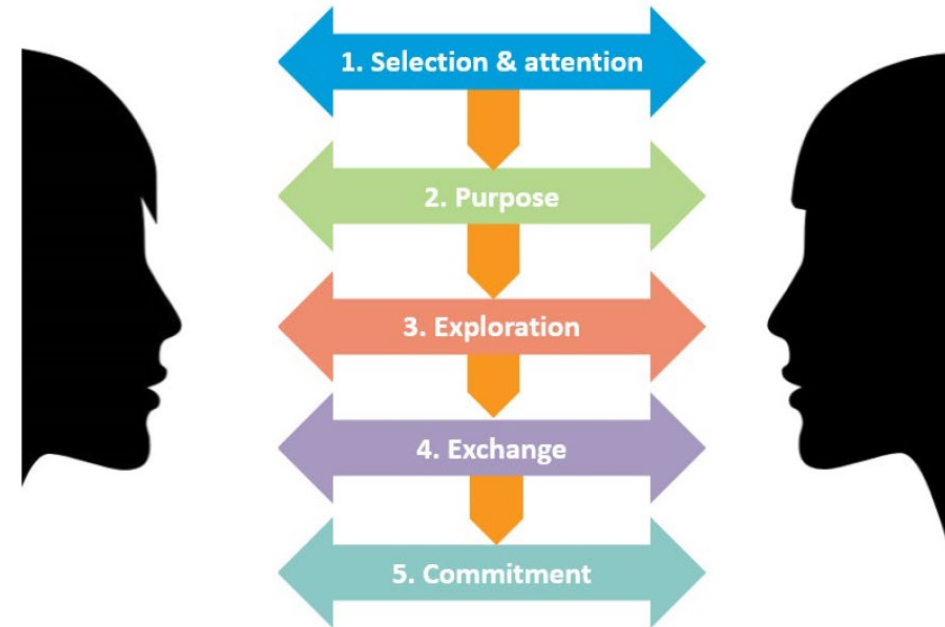 1. Selection & attention
2. Purpose
3. Exploration
4. Exchange
5. Commitment